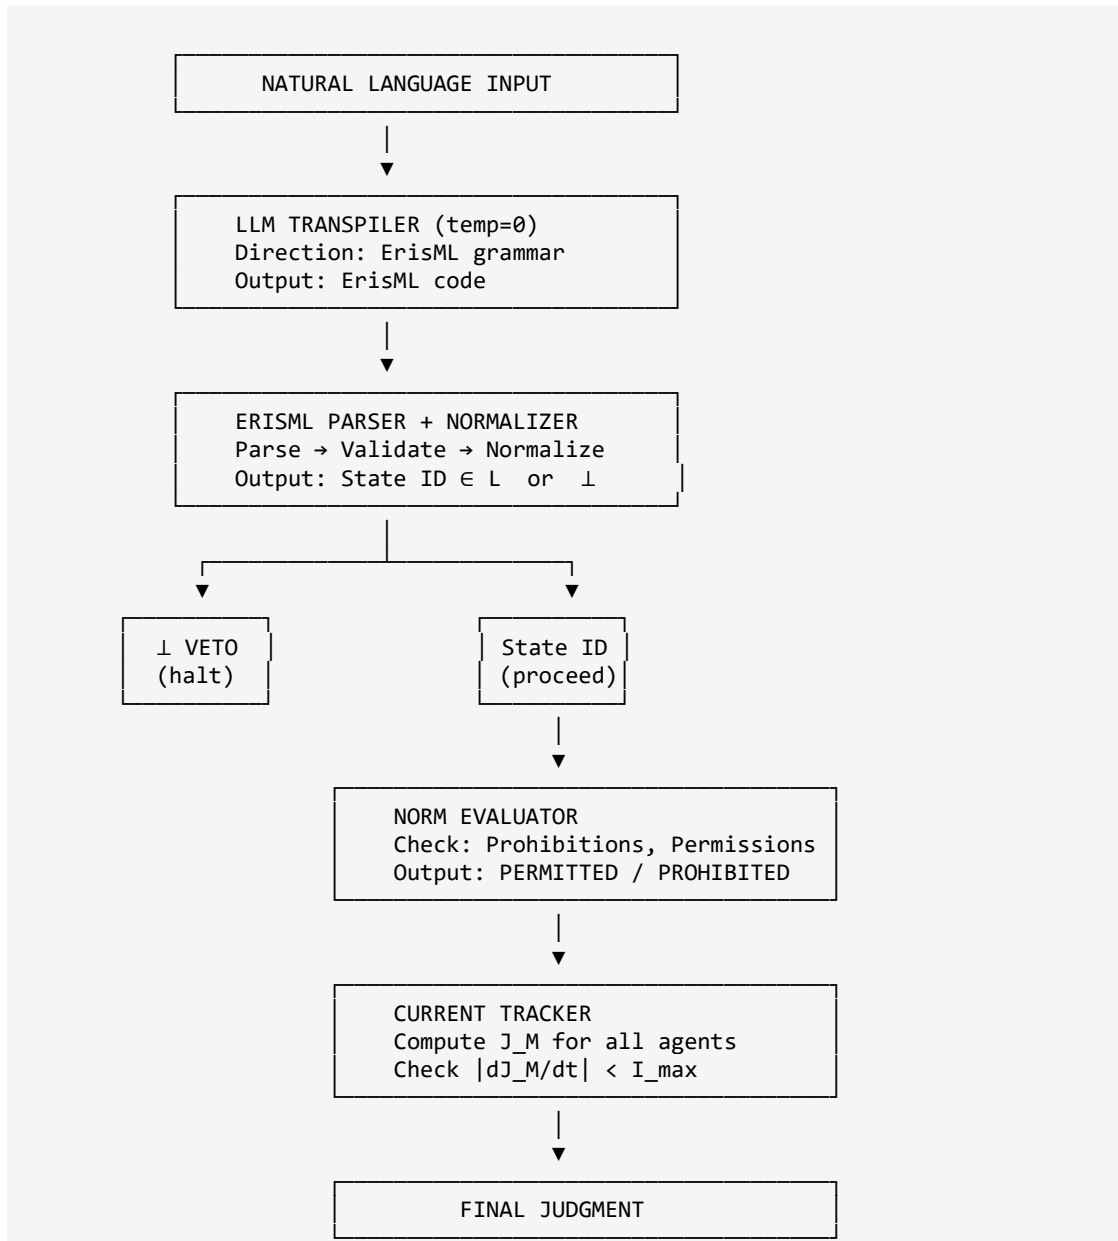 NATURAL LANGUAGE INPUT
LLM TRANSPILER (temp=0)
Direction: ErisML grammar
Output: ErisML code
ERISML PARSER + NORMALIZER
Parse → Validate → Normalize
Output: State ID ∈ L or ⊥
⊥ VETO
(halt)
State ID
(proceed)
NORM EVALUATOR
Check: Prohibitions, Permissions
Output: PERMITTED / PROHIBITED
CURRENT TRACKER
Compute J_M for all agents
Check |dJ_M/dt| < I_max
FINAL JUDGMENT